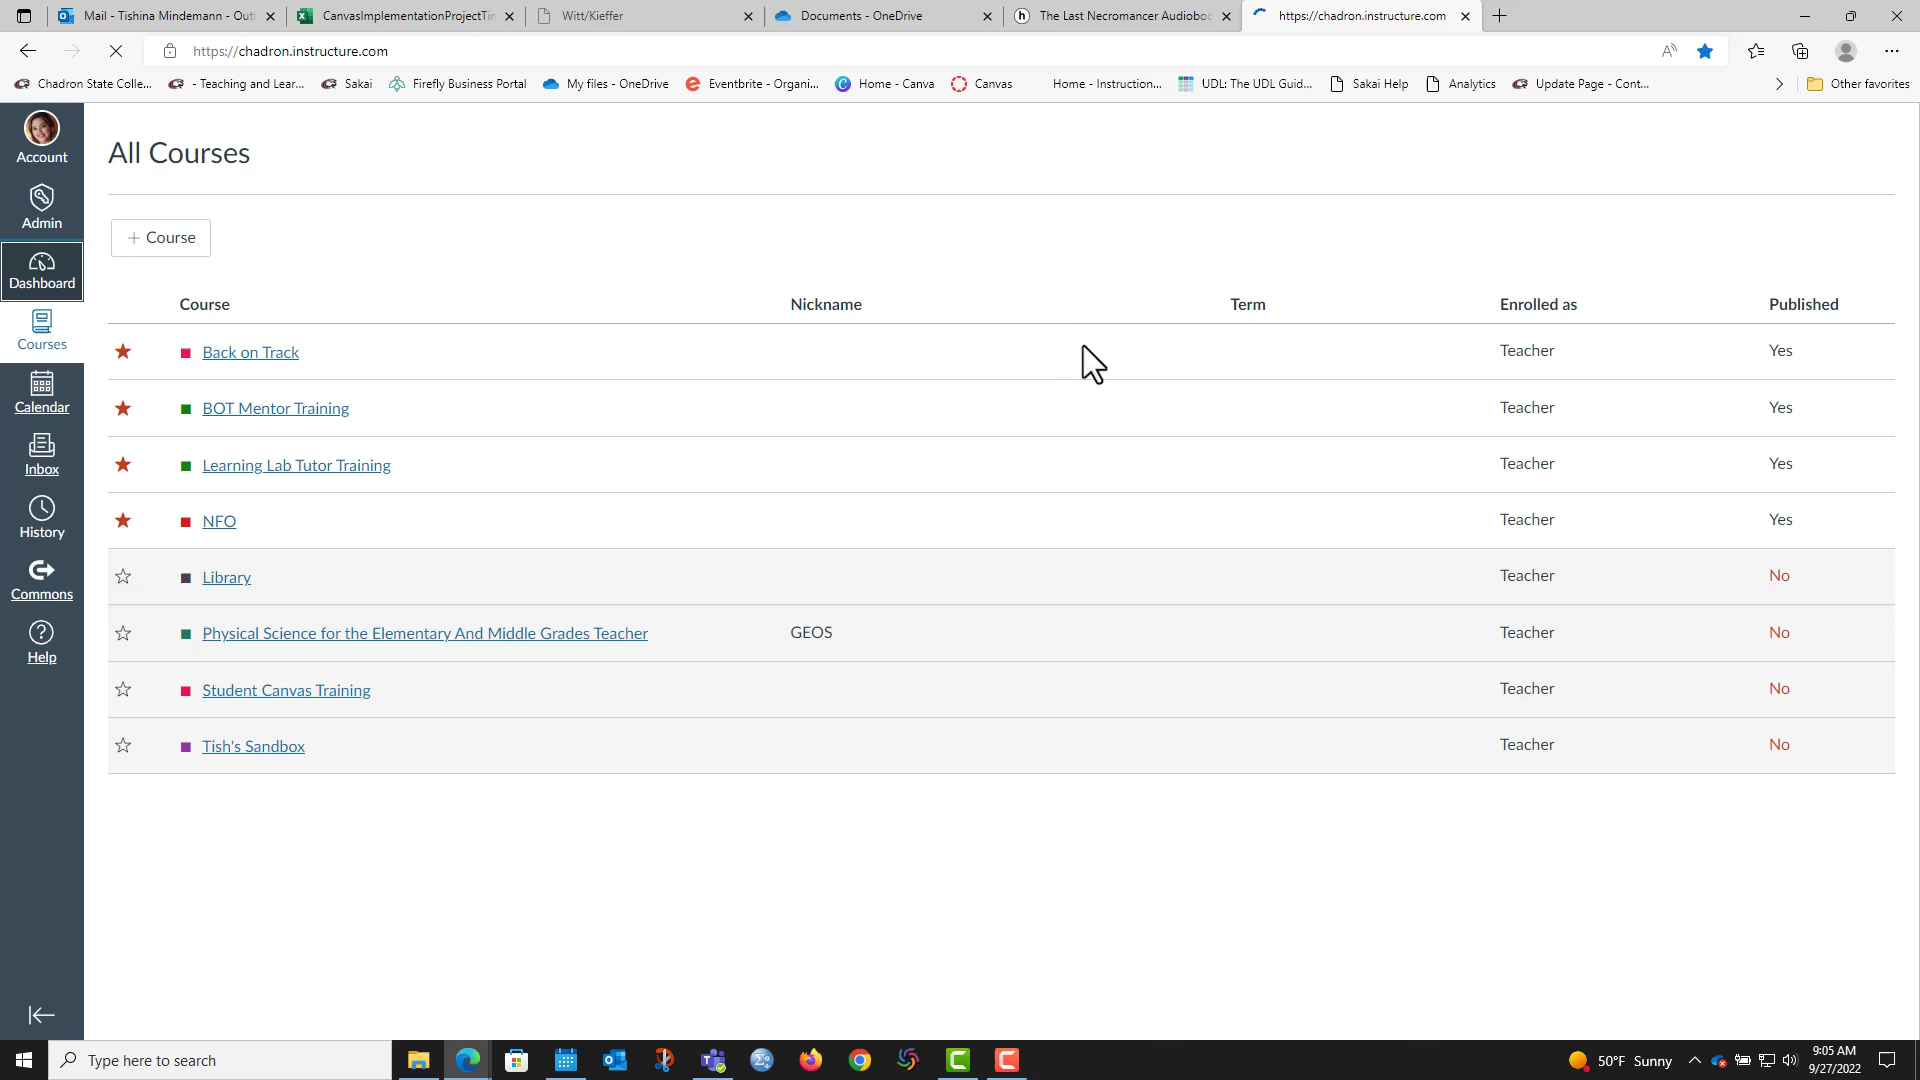 Mail - Tishina Mindemann - Out
CanvasImplementationProjectTin
Witt/Kieffer
Documents - OneDrive
h
The Last Necromancer Audioboo
https://chadron.instructure.com
https://chadron.instructure.com
Chadron State Colle...
- Teaching and Lear...
Sakai
Firefly Business Portal
My files - OneDrive
Eventbrite - Organi...
Home - Canva
Canvas
Home - Instruction...
UDL: The UDL Guid...
Sakai Help
Analytics
Update Page - Cont...
Other favorites
Account
Admin
Dashboard
Courses
Calendar
Inbox
History
Commons
Help
All Courses
+ Course
Course Nickname Term Enrolled as Published
Back on Track Teacher Yes
BOT Mentor Training Teacher Yes
Learning Lab Tutor Training Teacher Yes
NFO Teacher Yes
Library Teacher No
Physical Science for the Elementary And Middle Grades Teacher GEOS Teacher No
Student Canvas Training Teacher No
Tish's Sandbox Teacher No
Type here to search
50°F Sunny
9:05 AM
9/27/2022